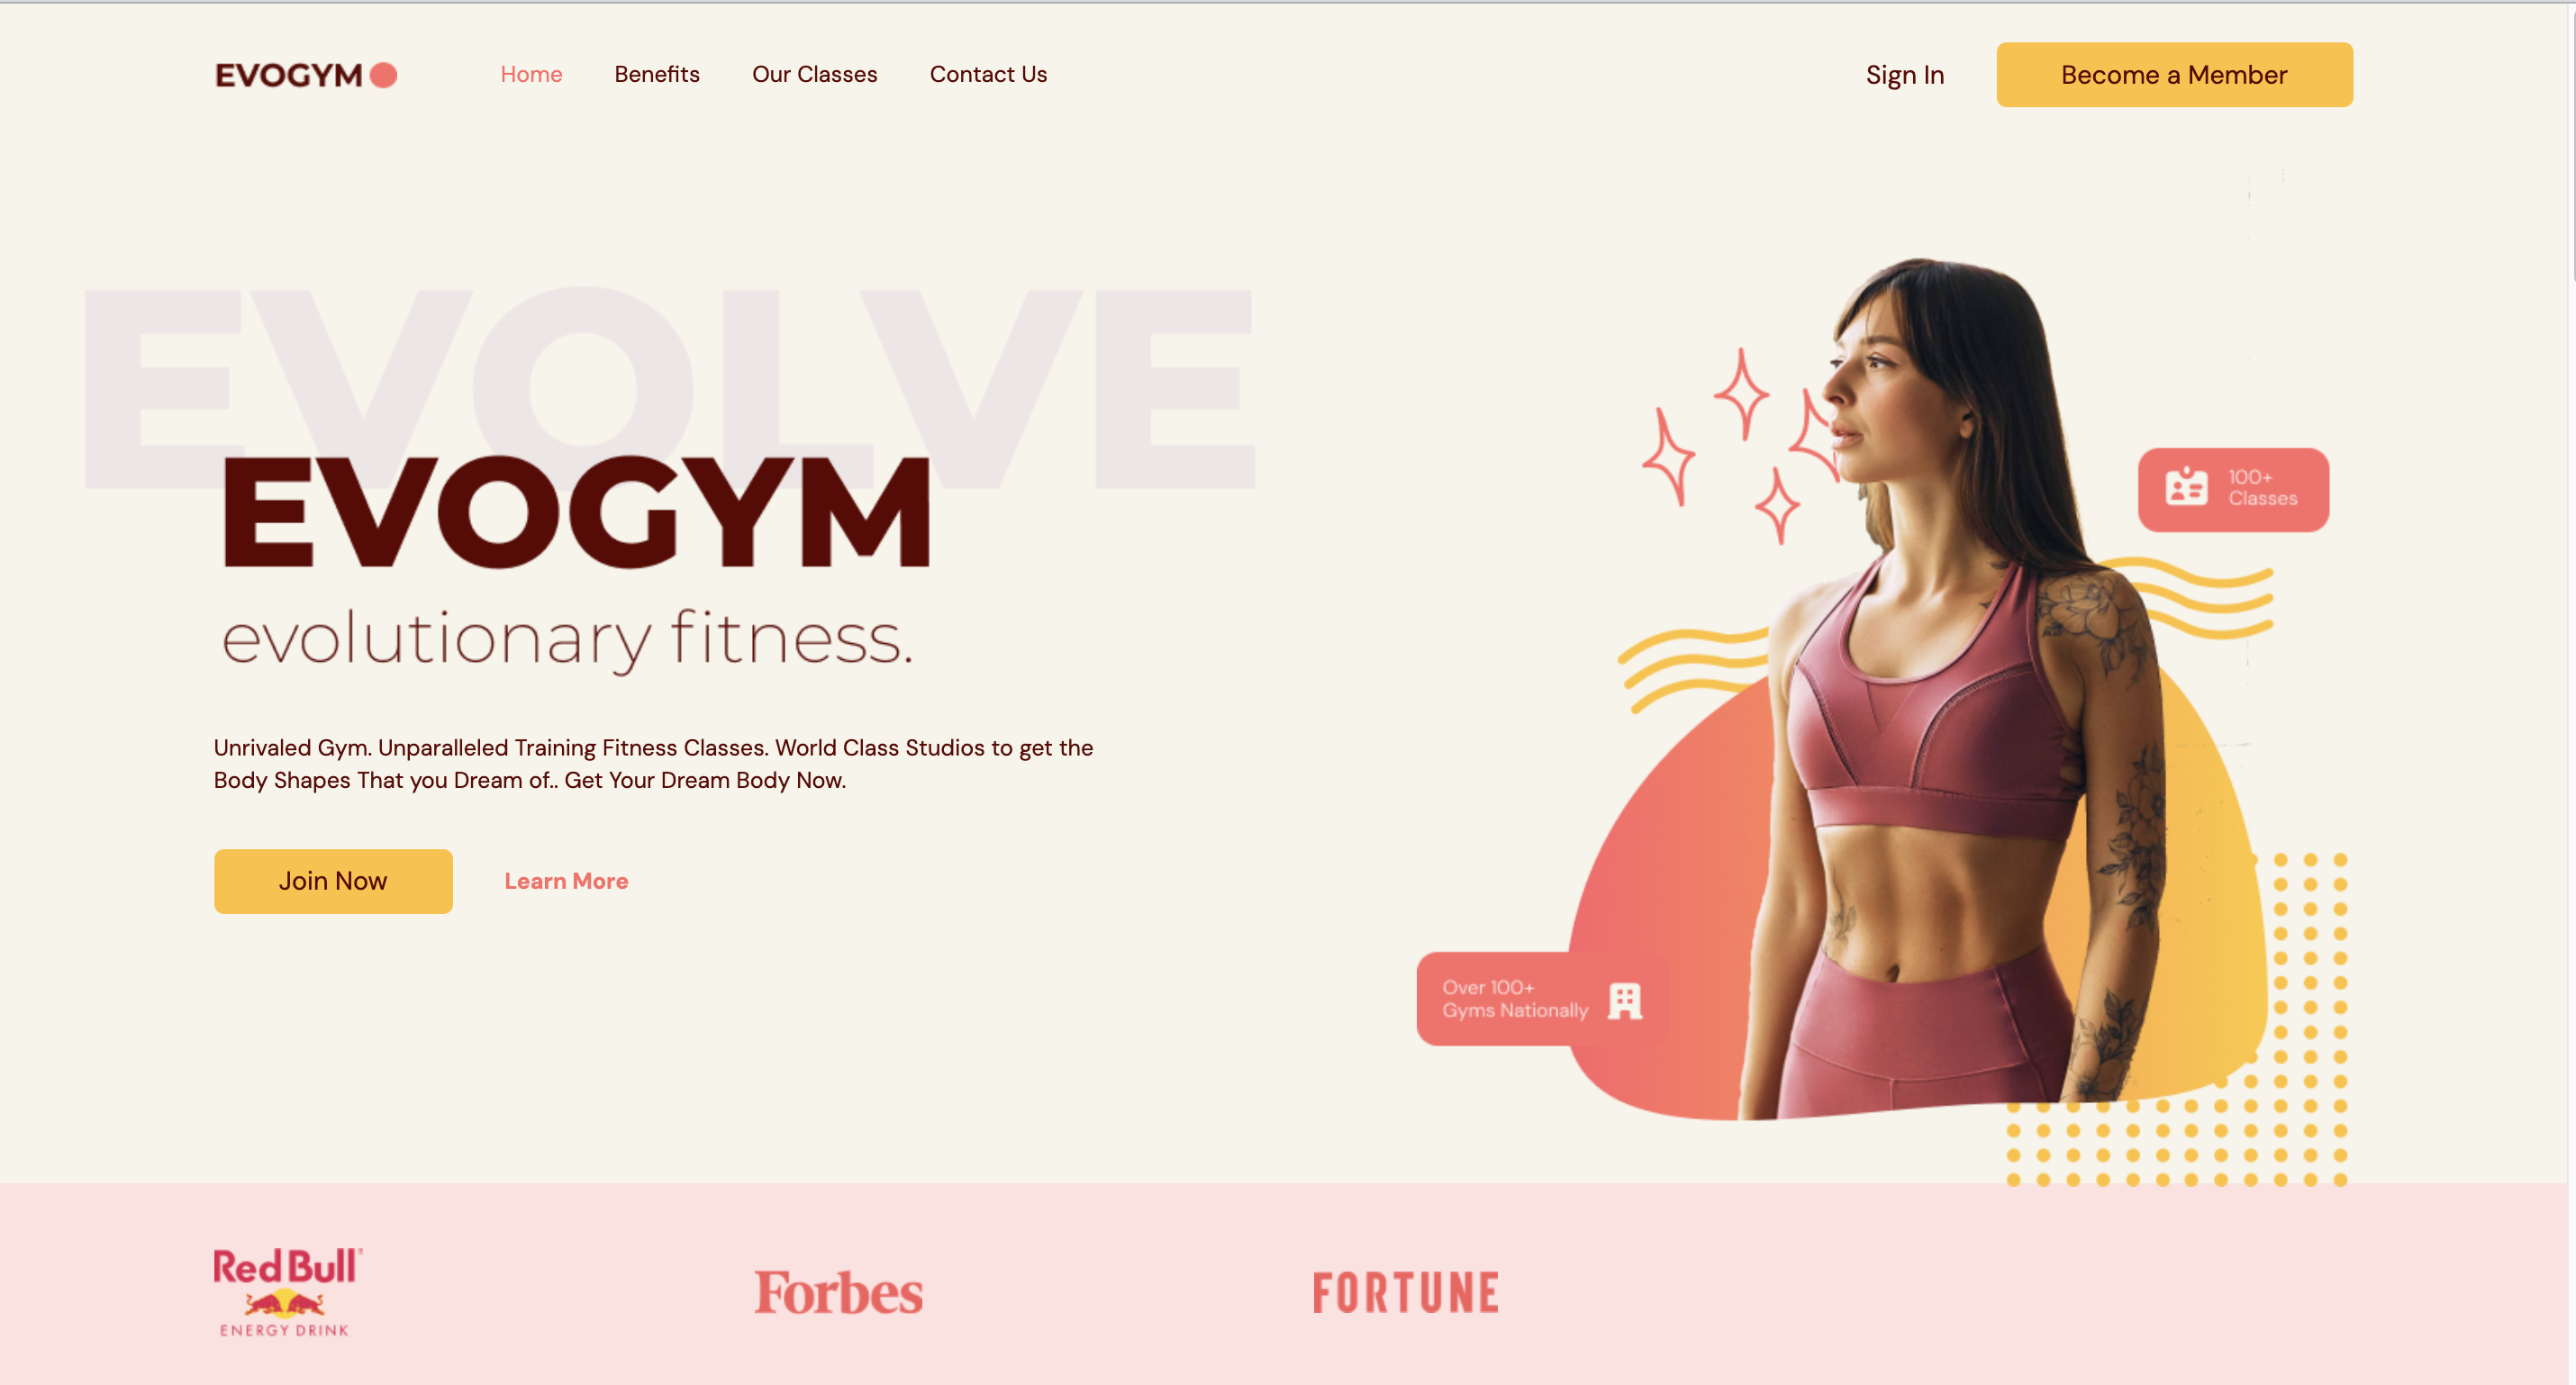 EVOGYM
Home
Benefits
Our Classes
Contact Us
Sign In
Become a Member
EVOLVE
EVOGYM
evolutionary fitness.
Unrivaled Gym. Unparalleled Training Fitness Classes. World Class Studios to get the
Body Shapes That you Dream of.. Get Your Dream Body Now.
Join Now
Learn More
100+
Classes
Over 100+
Gyms Nationally
Red Bull
ENERGY DRINK
Forbes
FORTUNE